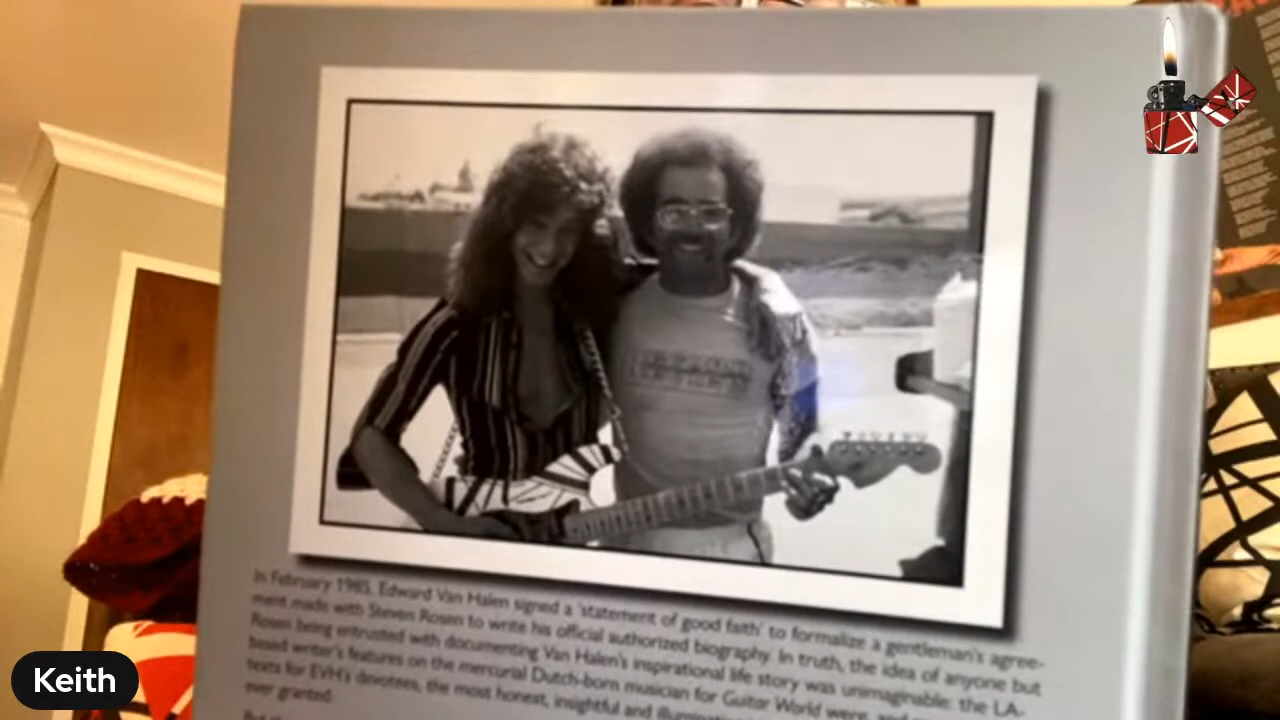 In February 1985, Edward Van Halen signed a 'statement of good faith' to formalize a gentleman's agree-
ment made with Steven Rosen to write his official authorized biography. In truth, the idea of anyone but
Rosen being entrusted with documenting Van Halen's inspirational life story was unimaginable: the LA-
based writer's features on the mercurial Dutch-born musician for Guitar World were, and
texts for EVH's devotees, the most honest, insightful and
ever granted.
Keith